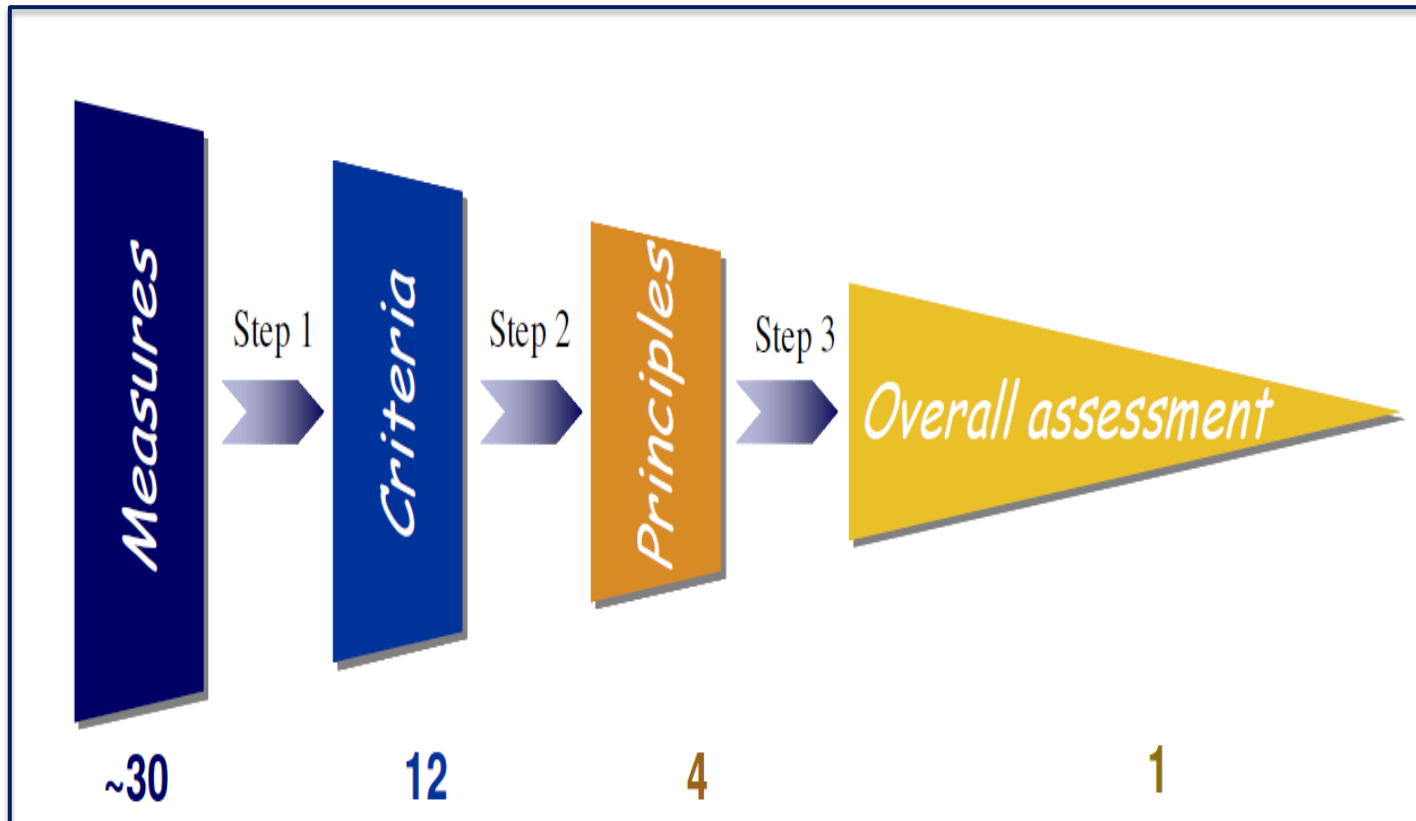 Measures
Step 1
Criteria
Step 2
Principles
Step 3
Overall assessment
~30
12
4
1